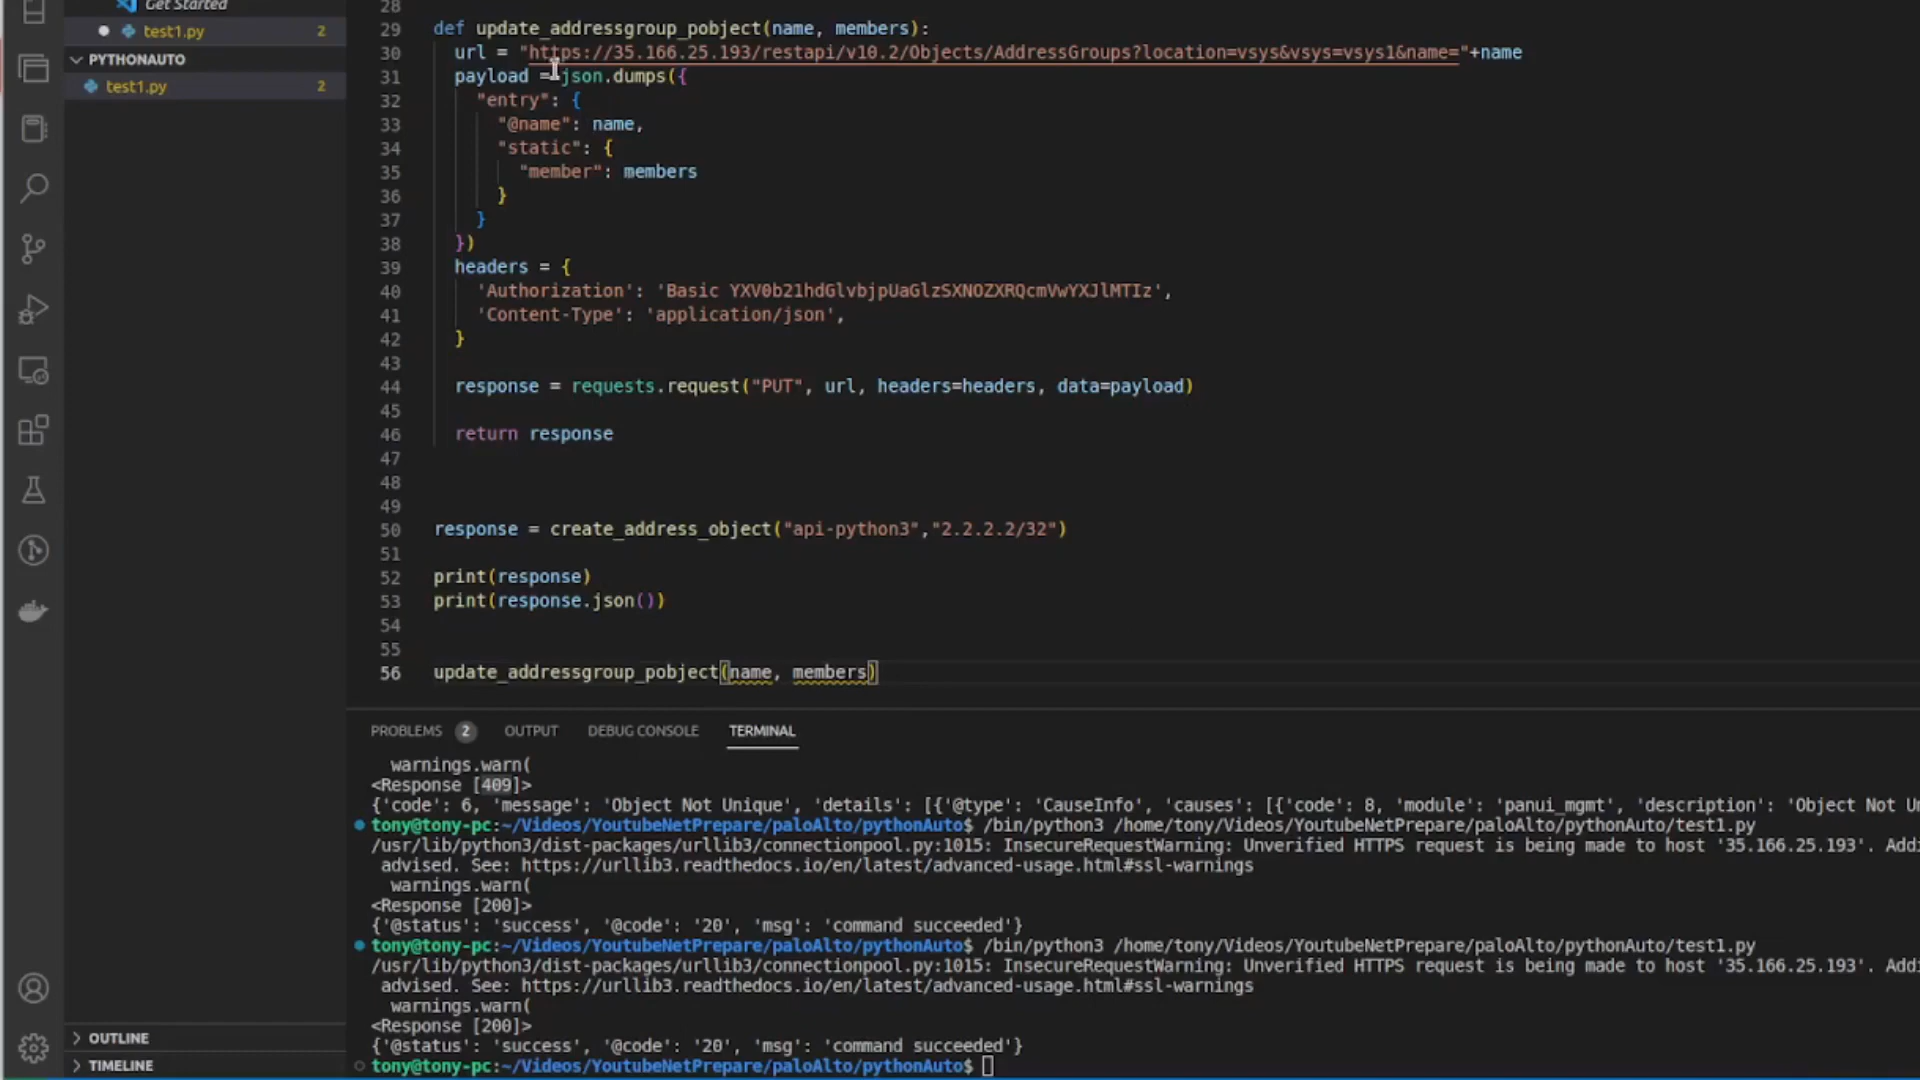 Get Started
test1.py 2
PYTHONAUTO
test1.py 2
28
29 def update_addressgroup_pobject(name, members):
30 url = "https://35.166.25.193/restapi/v10.2/Objects/AddressGroups?location=vsys&vsys=vsys1&name="+name
31 payload = json.dumps({
32 "entry": {
33 "@name": name,
34 "static": {
35 "member": members
36 }
37 }
38 })
39 headers = {
40 'Authorization': 'Basic YXV0b21hdGlvbjpUaGlzSXNOZXRQcmVwYXJlMTIz',
41 'Content-Type': 'application/json',
42 }
43
44 response = requests.request("PUT", url, headers=headers, data=payload)
45
46 return response
47
48
49
50 response = create_address_object("api-python3","2.2.2.2/32")
51
52 print(response)
53 print(response.json())
54
55
56 update_addressgroup_pobject(name, members)
PROBLEMS 2 OUTPUT DEBUG CONSOLE TERMINAL
warnings.warn(
<Response [409]>
{'code': 6, 'message': 'Object Not Unique', 'details': [{'@type': 'CauseInfo', 'causes': [{'code': 8, 'module': 'panui_mgmt', 'description': 'Object Not Un
tony@tony-pc:~/Videos/YoutubeNetPrepare/paloAlto/pythonAuto$ /bin/python3 /home/tony/Videos/YoutubeNetPrepare/paloAlto/pythonAuto/test1.py
/usr/lib/python3/dist-packages/urllib3/connectionpool.py:1015: InsecureRequestWarning: Unverified HTTPS request is being made to host '35.166.25.193'. Addi
advised. See: https://urllib3.readthedocs.io/en/latest/advanced-usage.html#ssl-warnings
warnings.warn(
<Response [200]>
{'@status': 'success', '@code': '20', 'msg': 'command succeeded'}
tony@tony-pc:~/Videos/YoutubeNetPrepare/paloAlto/pythonAuto$ /bin/python3 /home/tony/Videos/YoutubeNetPrepare/paloAlto/pythonAuto/test1.py
/usr/lib/python3/dist-packages/urllib3/connectionpool.py:1015: InsecureRequestWarning: Unverified HTTPS request is being made to host '35.166.25.193'. Addi
advised. See: https://urllib3.readthedocs.io/en/latest/advanced-usage.html#ssl-warnings
warnings.warn(
<Response [200]>
{'@status': 'success', '@code': '20', 'msg': 'command succeeded'}
tony@tony-pc:~/Videos/YoutubeNetPrepare/paloAlto/pythonAuto$
OUTLINE
TIMELINE